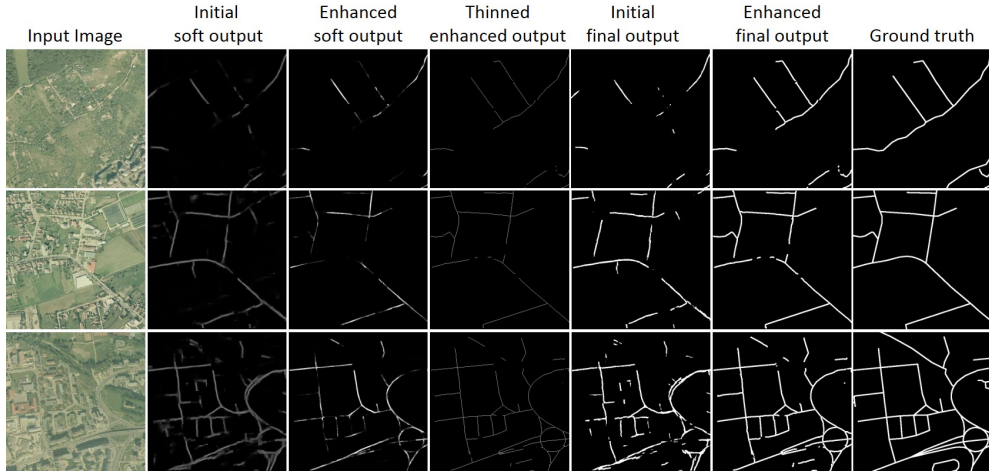 Input Image
Initial
soft output
Enhanced
soft output
Thinned
enhanced output
Initial
final output
Enhanced
final output
Ground truth